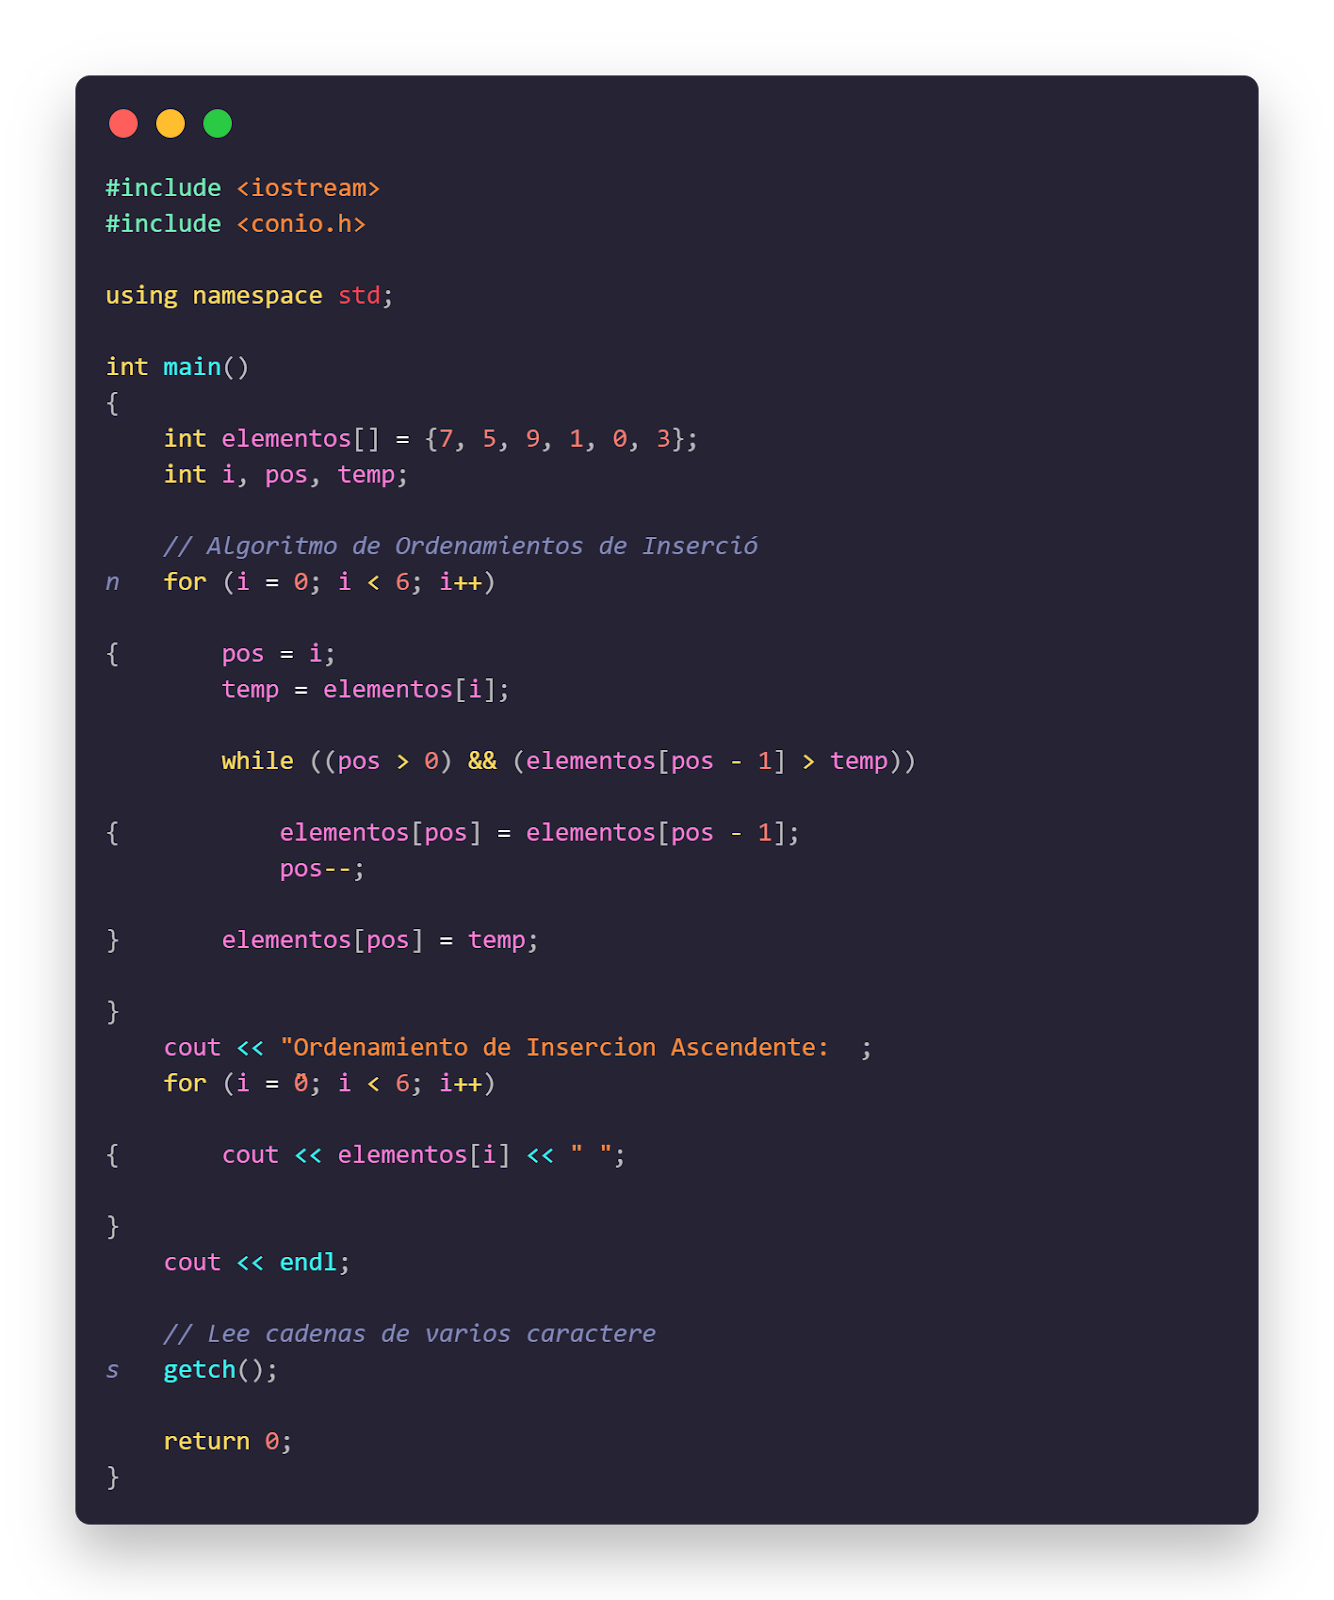 #include <iostream>
#include <conio.h>
using namespace std;
int main()
{
    int elementos[] = {7, 5, 9, 1, 0, 3};
    int i, pos, temp;
    // Algoritmo de Ordenamientos de Inserció
n   for (i = 0; i < 6; i++)
{       pos = i;
        temp = elementos[i];
        while ((pos > 0) && (elementos[pos - 1] > temp))
{           elementos[pos] = elementos[pos - 1];
            pos--;
}       elementos[pos] = temp;
}
    cout << "Ordenamiento de Insercion Ascendente:  ;
    for (i = 0"; i < 6; i++)
{       cout << elementos[i] << " ";
}
    cout << endl;
    // Lee cadenas de varios caractere
s   getch();
    return 0;
}